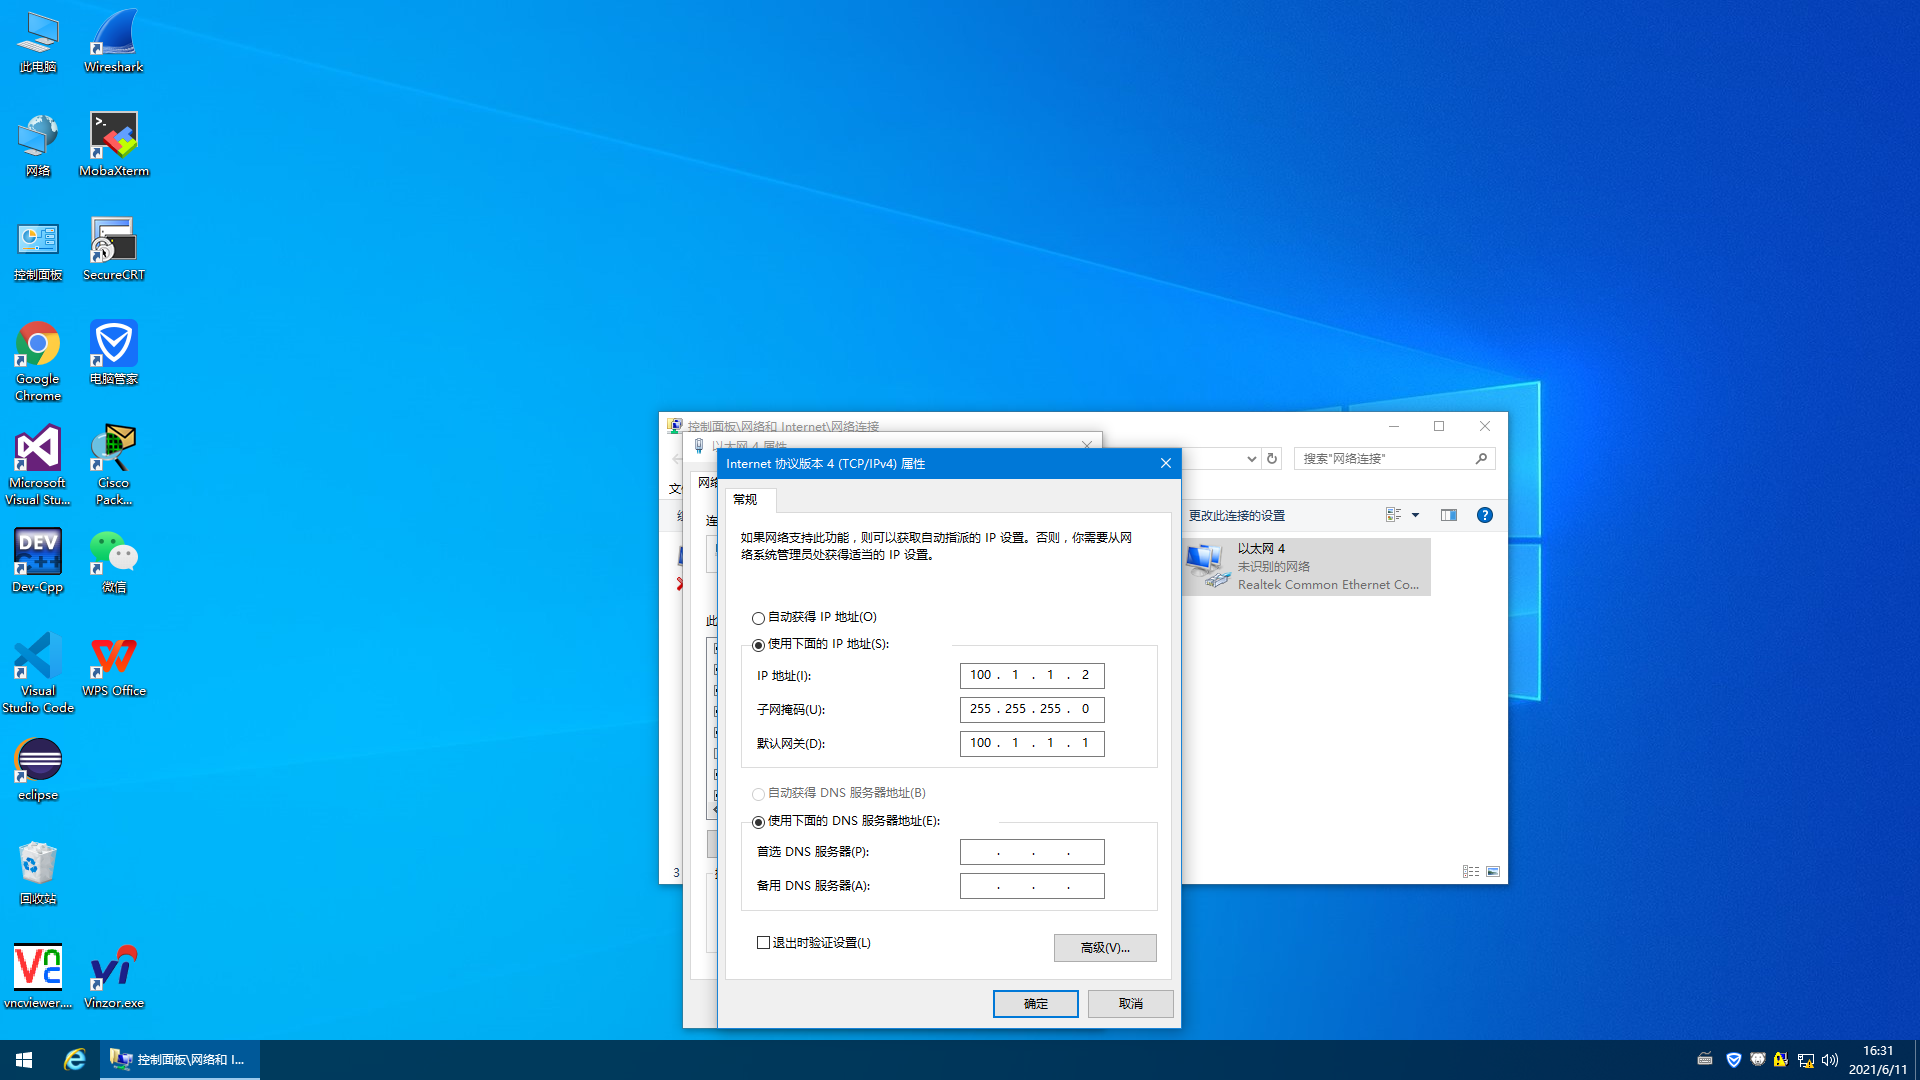 此电脑
Wireshark
网络
MobaXterm
控制面板
SecureCRT
Google
Chrome
电脑管家
Microsoft
Visual Stu...
Cisco
Pack...
DEV
C++
Dev-Cpp
微信
Visual
Studio Code
WPS Office
eclipse
回收站
vncviewer....
Vinzor.exe
控制面板\网络和 Internet\网络连接
以太网 4 属性
搜索"网络连接"
更改此连接的设置
以太网 4
未识别的网络
Realtek Common Ethernet Co...
网络
3
Internet 协议版本 4 (TCP/IPv4) 属性
常规
如果网络支持此功能，则可以获取自动指派的 IP 设置。否则，你需要从网
络系统管理员处获得适当的 IP 设置。
自动获得 IP 地址(O)
使用下面的 IP 地址(S):
IP 地址(I):
100 . 1 . 1 . 2
子网掩码(U):
255 . 255 . 255 . 0
默认网关(D):
100 . 1 . 1 . 1
自动获得 DNS 服务器地址(B)
使用下面的 DNS 服务器地址(E):
首选 DNS 服务器(P):
. . .
备用 DNS 服务器(A):
. . .
退出时验证设置(L)
高级(V)...
确定
取消
控制面板\网络和 I...
16:31
2021/6/11